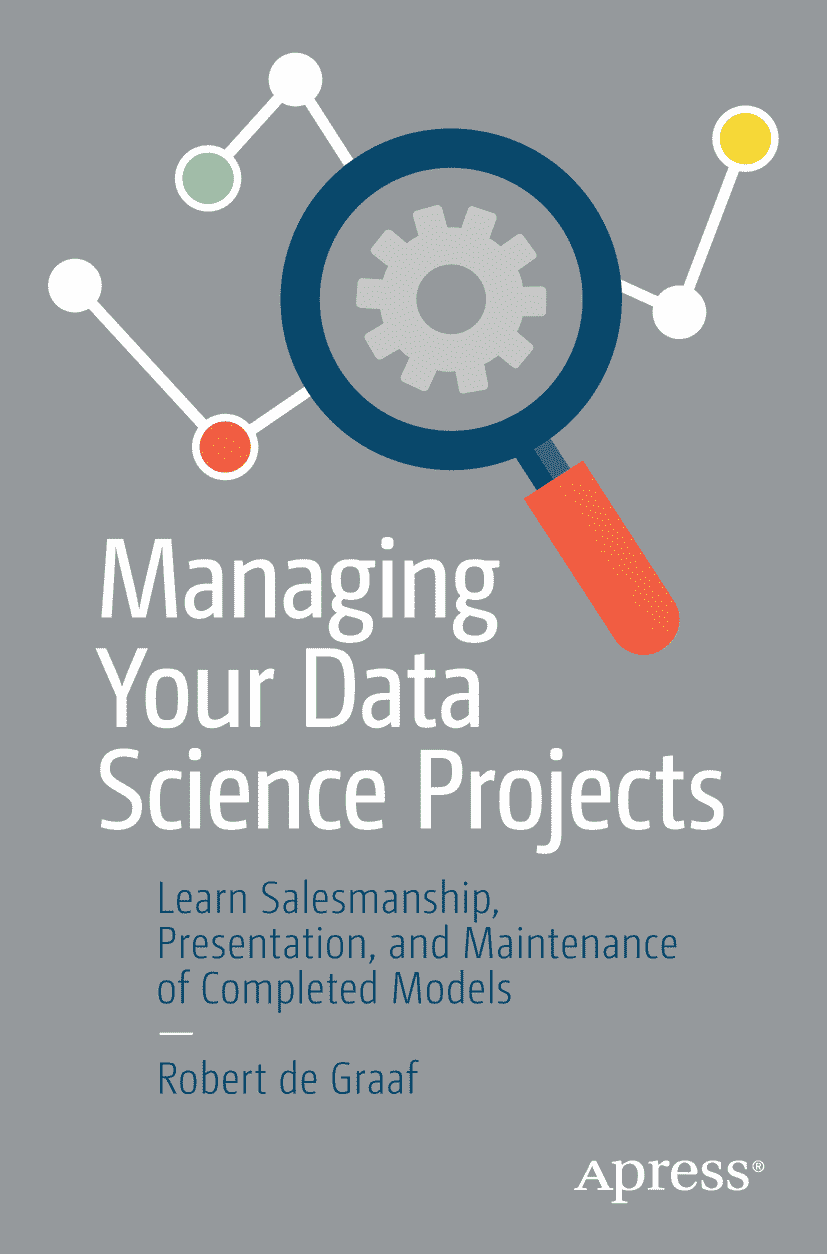 Managing
Your Data
Science Projects
Learn Salesmanship,
Presentation, and Maintenance
of Completed Models
Robert de Graaf
Apress®